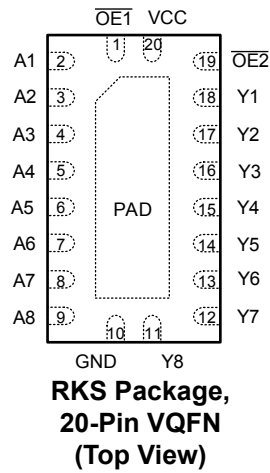 OE1 VCC
1 20
A1 2 19 OE2
A2 3 18 Y1
A3 4 17 Y2
A4 5 16 Y3
A5 6 PAD 15 Y4
A6 7 14 Y5
A7 8 13 Y6
A8 9 12 Y7
10 11
GND Y8
RKS Package,
20-Pin VQFN
(Top View)